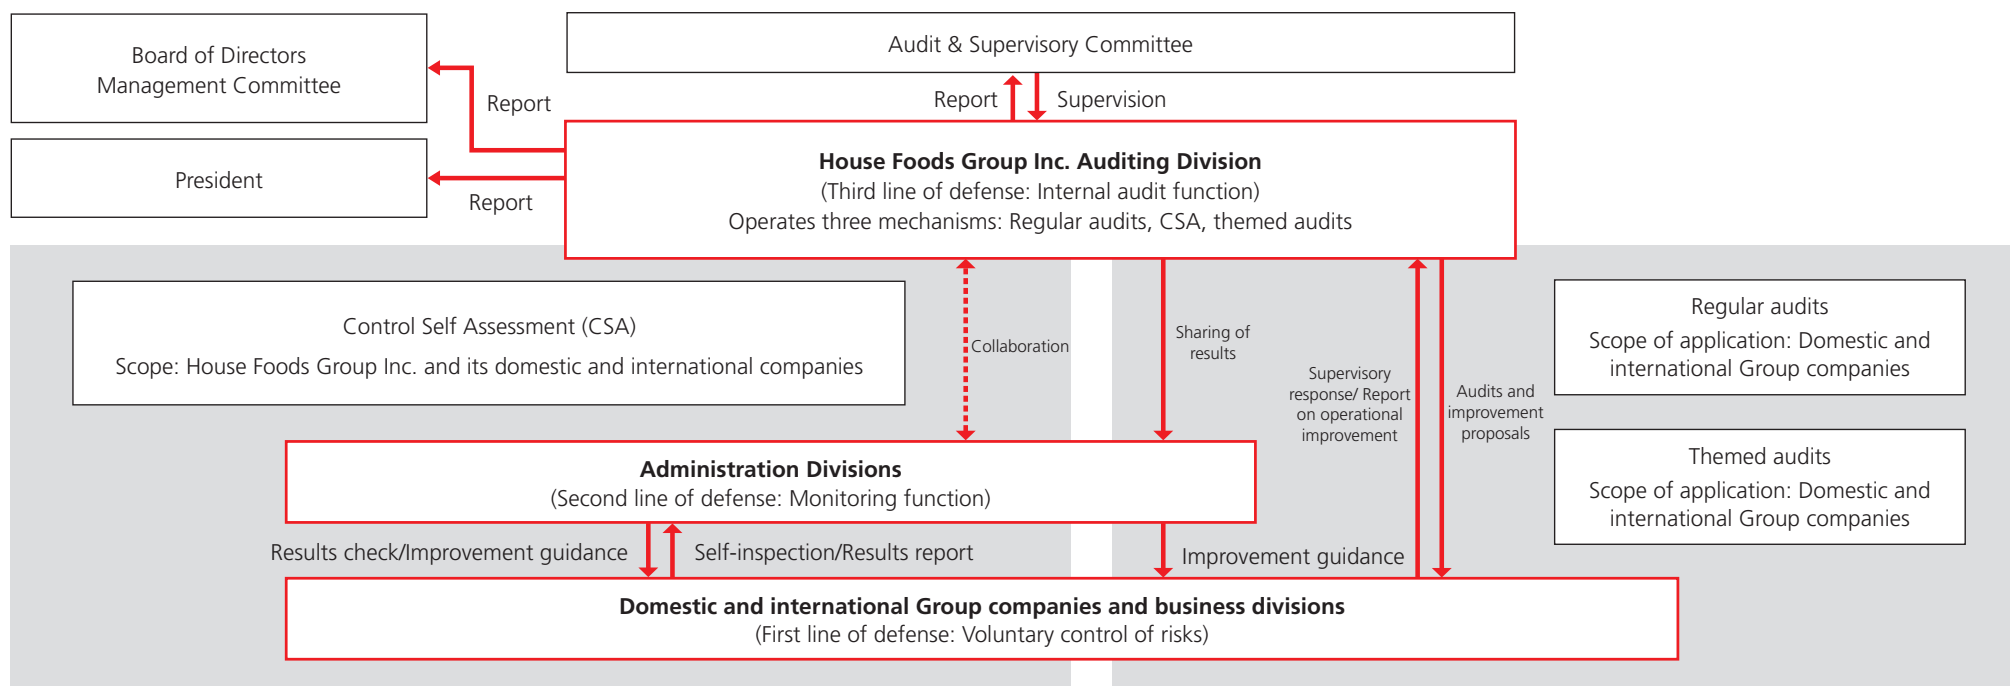 Board of Directors
Management Committee
Audit & Supervisory Committee
Report
Report
Supervision
President
Report
House Foods Group Inc. Auditing Division
(Third line of defense: Internal audit function)
Operates three mechanisms: Regular audits, CSA, themed audits
Control Self Assessment (CSA)
Scope: House Foods Group Inc. and its domestic and international companies
Collaboration
Sharing of
results
Supervisory
response/ Report
on operational
improvement
Audits and
improvement
proposals
Regular audits
Scope of application: Domestic and
international Group companies
Themed audits
Scope of application: Domestic and
international Group companies
Administration Divisions
(Second line of defense: Monitoring function)
Results check/Improvement guidance
Self-inspection/Results report
Improvement guidance
Domestic and international Group companies and business divisions
(First line of defense: Voluntary control of risks)